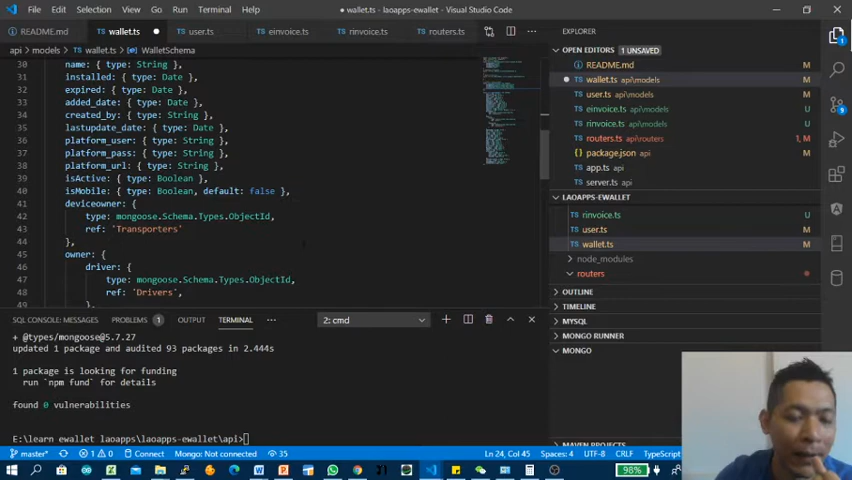 File Edit Selection View Go Run Terminal Help ● wallet.ts - laoapps-ewallet - Visual Studio Code
README.md M TS wallet.ts TS user.ts TS einvoice.ts TS rinvoice.ts TS routers.ts
api > models > TS wallet.ts > WalletSchema
30 name: { type: String },
31 installed: { type: Date },
32 expired: { type: Date },
33 added_date: { type: Date },
34 created_by: { type: String },
35 lastupdate_date: { type: Date },
36 platform_user: { type: String },
37 platform_pass: { type: String },
38 platform_url: { type: String },
39 isActive: { type: Boolean },
40 isMobile: { type: Boolean, default: false },
41 deviceowner: {
42 type: mongoose.Schema.Types.ObjectId,
43 ref: 'Transporters'
44 },
45 owner: {
46 driver: {
47 type: mongoose.Schema.Types.ObjectId,
48 ref: 'Drivers',
49 },
SQL CONSOLE: MESSAGES PROBLEMS 1 OUTPUT TERMINAL ··· 2: cmd
+ @types/mongoose@5.7.27
updated 1 package and audited 93 packages in 2.444s
1 package is looking for funding
run `npm fund` for details
found 0 vulnerabilities
E:\learn ewallet laoapps\laoapps-ewallet\api>
EXPLORER
OPEN EDITORS 1 UNSAVED
README.md M
TS wallet.ts api\models M
TS user.ts api\models M
TS einvoice.ts api\models U
TS rinvoice.ts api\models U
TS routers.ts api\routers 1, M
{} package.json api M
TS app.ts api M
TS server.ts api M
LAOAPPS-EWALLET
TS rinvoice.ts U
TS user.ts M
TS wallet.ts M
node_modules
routers
OUTLINE
TIMELINE
MYSQL
MONGO RUNNER
MONGO
master* 1 0 Connect Mongo: Not connected 35 Ln 24, Col 45 Spaces: 4 UTF-8 CRLF TypeScript
98%